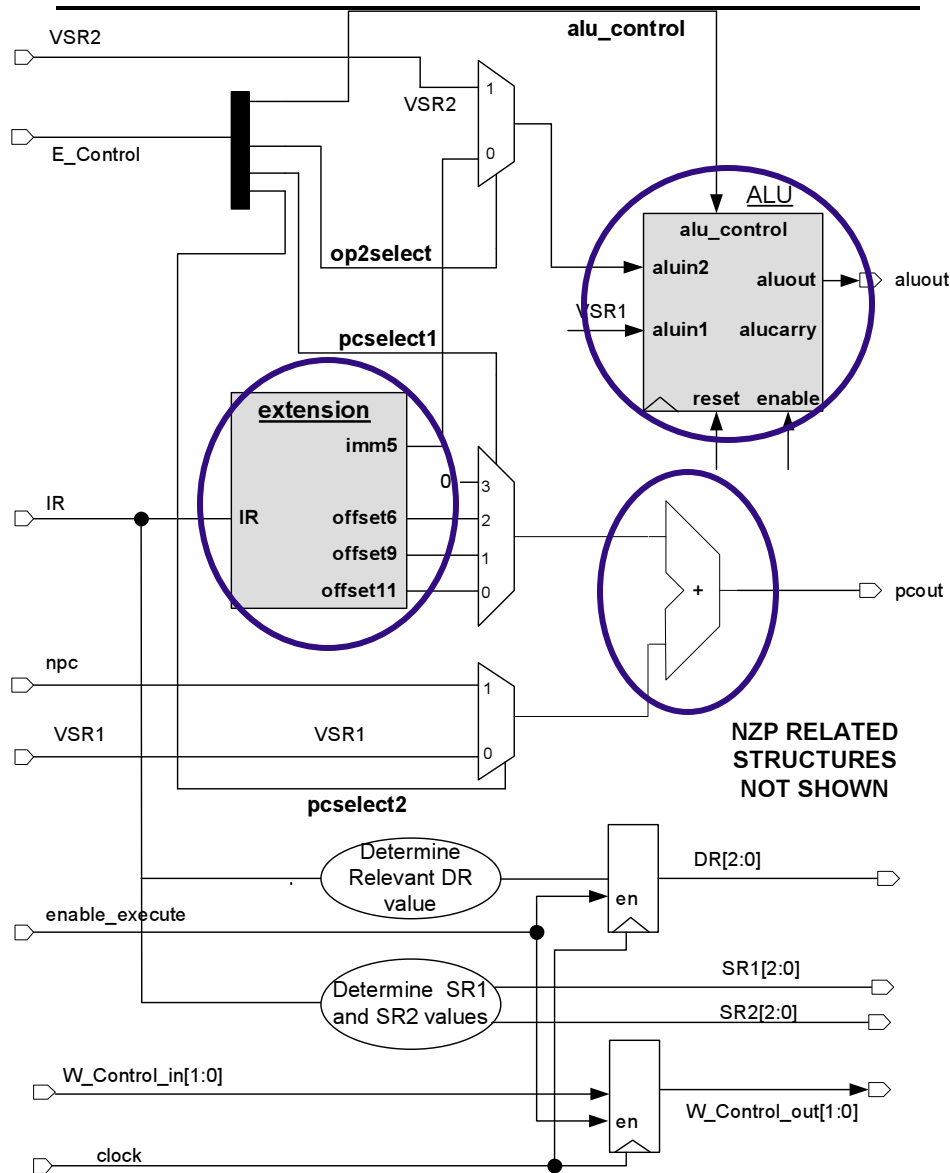 alu_control
VSR2
1
VSR2
E_Control
0
ALU
alu_control
op2select
aluin2
aluout
aluout
VSR1
aluin1
alucarry
pcselect1
reset
enable
extension
imm5
0
3
IR
IR
offset6
2
offset9
1
offset11
0
+
pcout
npc
1
VSR1
VSR1
0
NZP RELATED
STRUCTURES
NOT SHOWN
pcselect2
Determine
Relevant DR
value
DR[2:0]
en
enable_execute
SR1[2:0]
Determine SR1
and SR2 values
SR2[2:0]
W_Control_in[1:0]
en
W_Control_out[1:0]
clock